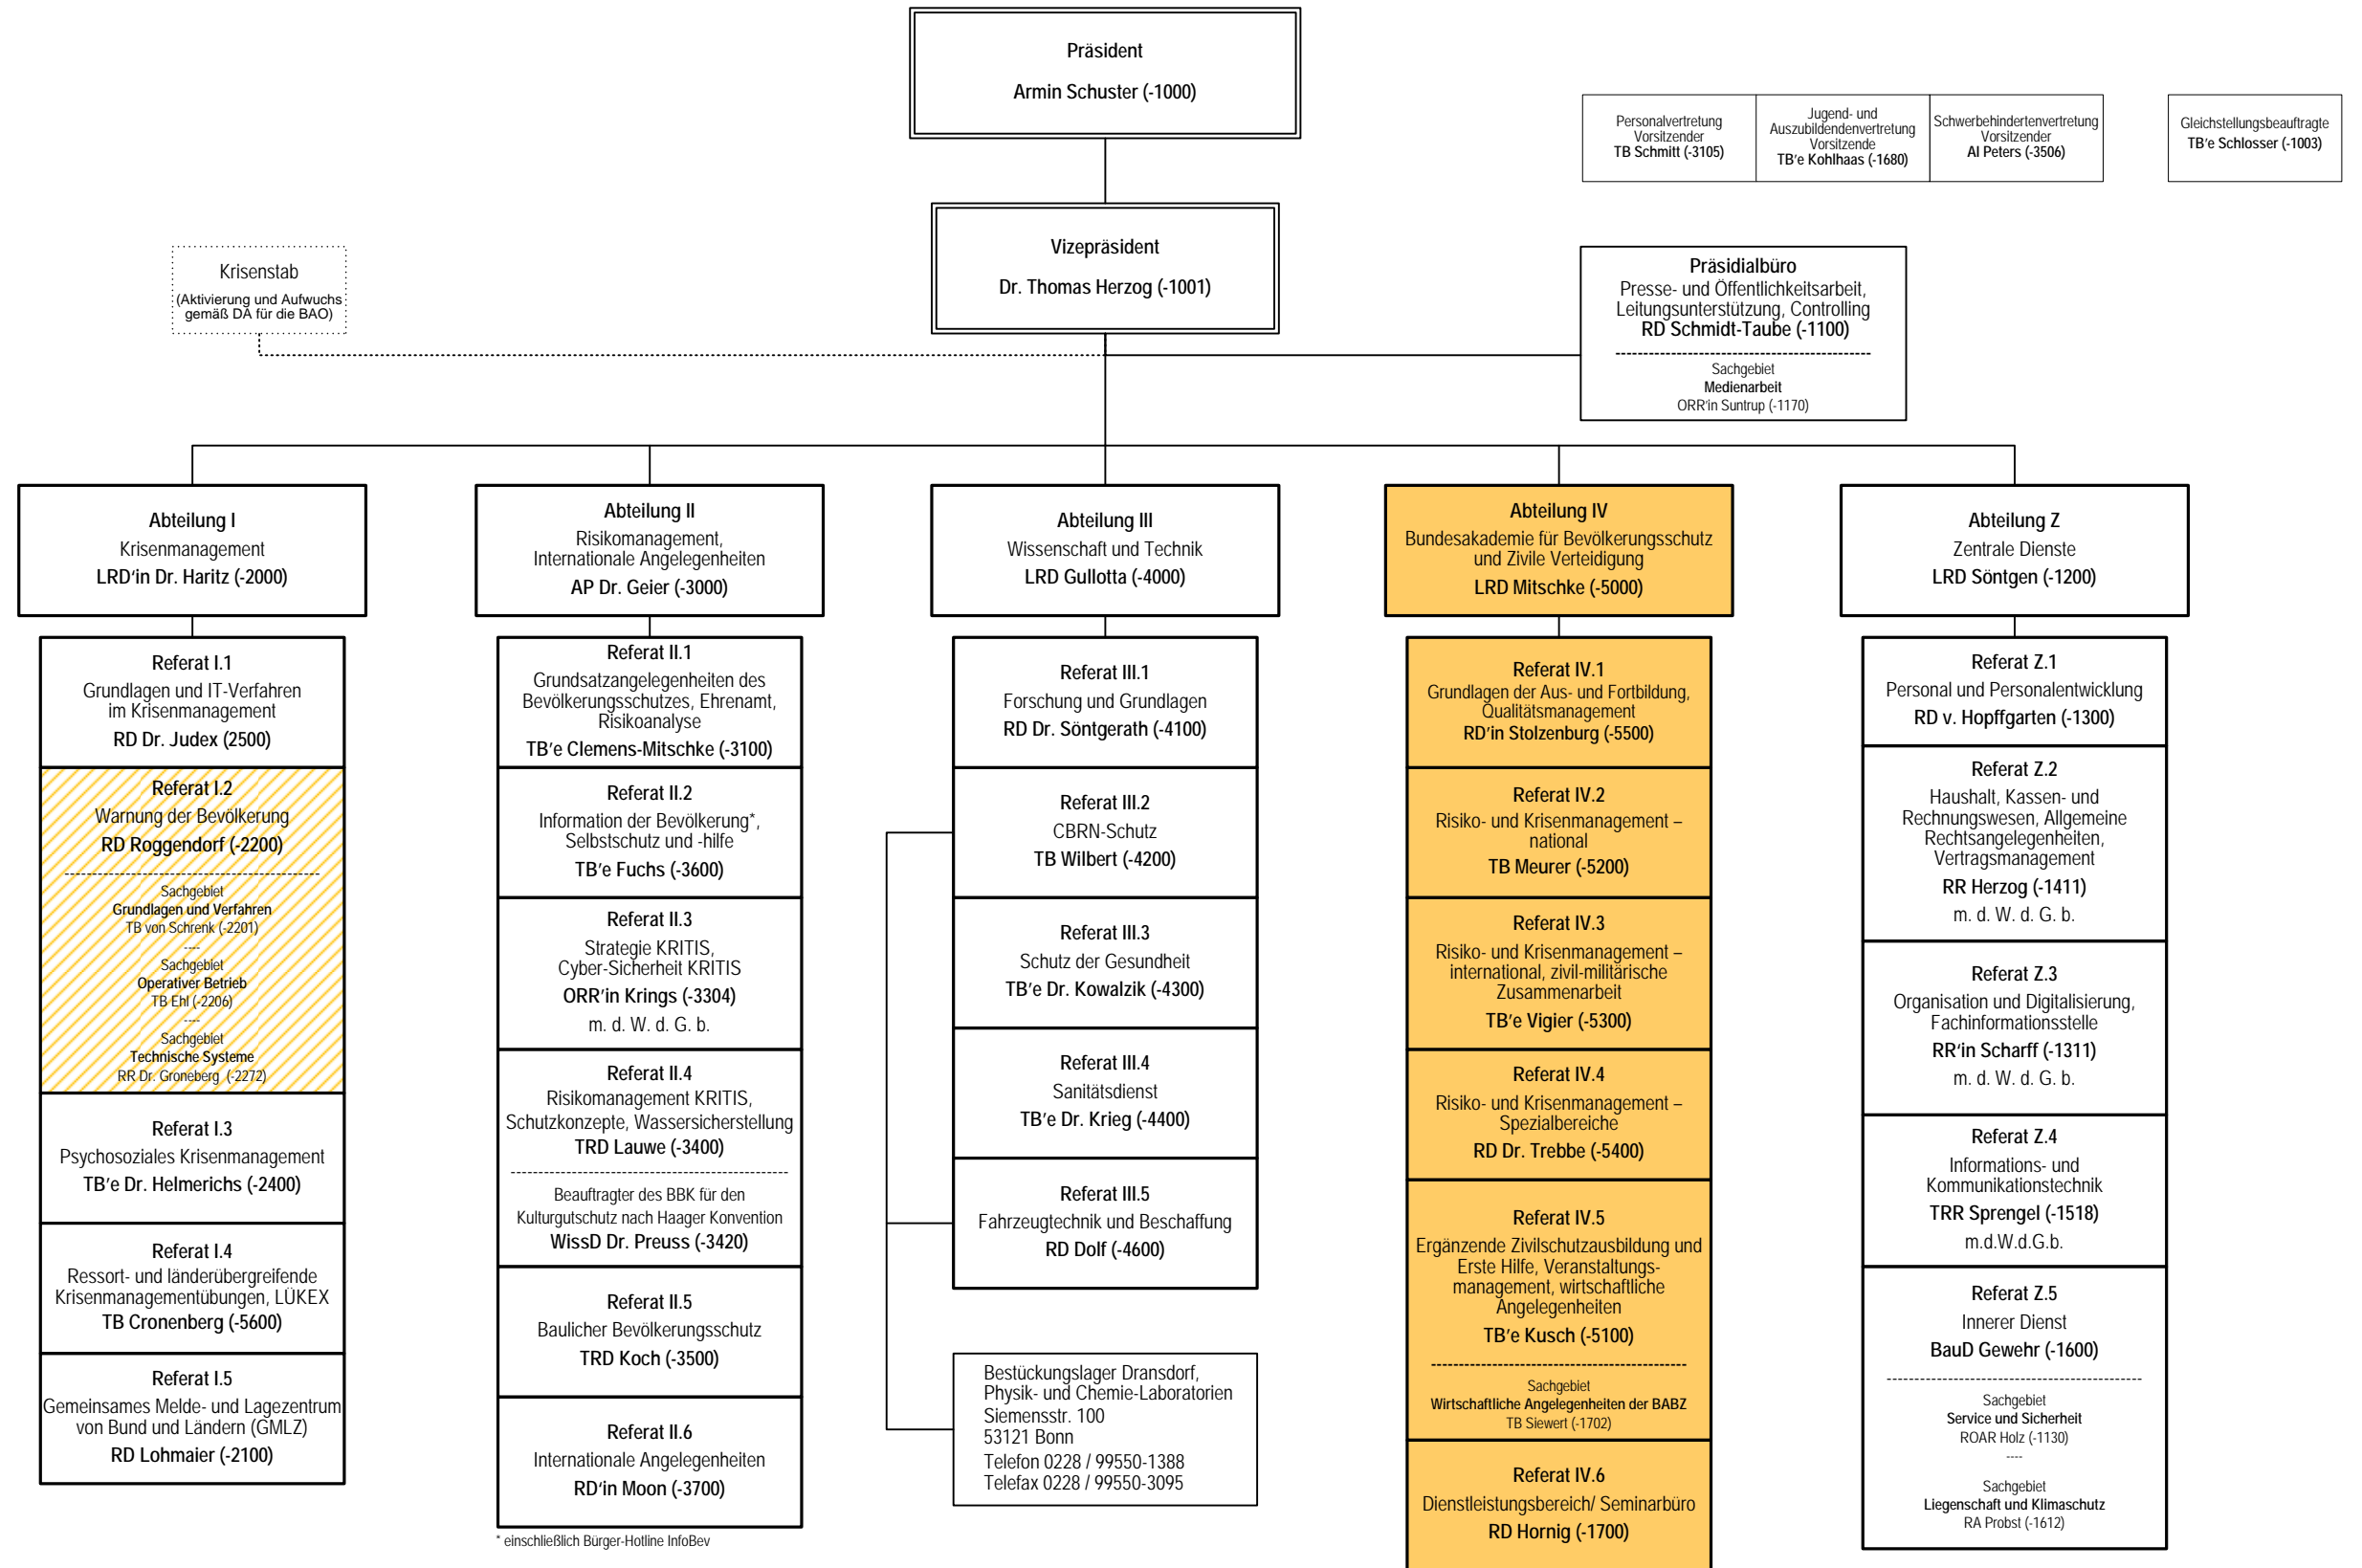 Präsident
Armin Schuster (-1000)
Personalvertretung
Vorsitzender
TB Schmitt (-3105)
Jugend- und
Auszubildendenvertretung
Vorsitzende
TB'e Kohlhaas (-1680)
Schwerbehindertenvertretung
Vorsitzender
AI Peters (-3506)
Gleichstellungsbeauftragte
TB'e Schlosser (-1003)
Vizepräsident
Dr. Thomas Herzog (-1001)
Krisenstab
(Aktivierung und Aufwuchs
gemäß DA für die BAO)
Präsidialbüro
Presse- und Öffentlichkeitsarbeit,
Leitungsunterstützung, Controlling
RD Schmidt-Taube (-1100)
Sachgebiet
Medienarbeit
ORR'in Suntrup (-1170)
Abteilung I
Krisenmanagement
LRD'in Dr. Haritz (-2000)
Referat I.1
Grundlagen und IT-Verfahren
im Krisenmanagement
RD Dr. Judex (2500)
Referat I.2
Warnung der Bevölkerung
RD Roggendorf (-2200)
Sachgebiet
Grundlagen und Verfahren
TB von Schrenk (-2201)
----
Sachgebiet
Operativer Betrieb
TB Ehl (-2206)
----
Sachgebiet
Technische Systeme
RR Dr. Groneberg (-2272)
Referat I.3
Psychosoziales Krisenmanagement
TB'e Dr. Helmerichs (-2400)
Referat I.4
Ressort- und länderübergreifende
Krisenmanagementübungen, LÜKEX
TB Cronenberg (-5600)
Referat I.5
Gemeinsames Melde- und Lagezentrum
von Bund und Ländern (GMLZ)
RD Lohmaier (-2100)
Abteilung II
Risikomanagement,
Internationale Angelegenheiten
AP Dr. Geier (-3000)
Referat II.1
Grundsatzangelegenheiten des
Bevölkerungsschutzes, Ehrenamt,
Risikoanalyse
TB'e Clemens-Mitschke (-3100)
Referat II.2
Information der Bevölkerung*,
Selbstschutz und -hilfe
TB'e Fuchs (-3600)
Referat II.3
Strategie KRITIS,
Cyber-Sicherheit KRITIS
ORR'in Krings (-3304)
m. d. W. d. G. b.
Referat II.4
Risikomanagement KRITIS,
Schutzkonzepte, Wassersicherstellung
TRD Lauwe (-3400)
Beauftragter des BBK für den
Kulturgutschutz nach Haager Konvention
WissD Dr. Preuss (-3420)
Referat II.5
Baulicher Bevölkerungsschutz
TRD Koch (-3500)
Referat II.6
Internationale Angelegenheiten
RD'in Moon (-3700)
* einschließlich Bürger-Hotline InfoBev
Abteilung III
Wissenschaft und Technik
LRD Gullotta (-4000)
Referat III.1
Forschung und Grundlagen
RD Dr. Söntgerath (-4100)
Referat III.2
CBRN-Schutz
TB Wilbert (-4200)
Referat III.3
Schutz der Gesundheit
TB'e Dr. Kowalzik (-4300)
Referat III.4
Sanitätsdienst
TB'e Dr. Krieg (-4400)
Referat III.5
Fahrzeugtechnik und Beschaffung
RD Dolf (-4600)
Bestückungslager Dransdorf,
Physik- und Chemie-Laboratorien
Siemensstr. 100
53121 Bonn
Telefon 0228 / 99550-1388
Telefax 0228 / 99550-3095
Abteilung IV
Bundesakademie für Bevölkerungsschutz
und Zivile Verteidigung
LRD Mitschke (-5000)
Referat IV.1
Grundlagen der Aus- und Fortbildung,
Qualitätsmanagement
RD'in Stolzenburg (-5500)
Referat IV.2
Risiko- und Krisenmanagement –
national
TB Meurer (-5200)
Referat IV.3
Risiko- und Krisenmanagement –
international, zivil-militärische
Zusammenarbeit
TB'e Vigier (-5300)
Referat IV.4
Risiko- und Krisenmanagement –
Spezialbereiche
RD Dr. Trebbe (-5400)
Referat IV.5
Ergänzende Zivilschutzausbildung und
Erste Hilfe, Veranstaltungs-
management, wirtschaftliche
Angelegenheiten
TB'e Kusch (-5100)
Sachgebiet
Wirtschaftliche Angelegenheiten der BABZ
TB Siewert (-1702)
Referat IV.6
Dienstleistungsbereich/ Seminarbüro
RD Hornig (-1700)
Abteilung Z
Zentrale Dienste
LRD Söntgen (-1200)
Referat Z.1
Personal und Personalentwicklung
RD v. Hopffgarten (-1300)
Referat Z.2
Haushalt, Kassen- und
Rechnungswesen, Allgemeine
Rechtsangelegenheiten,
Vertragsmanagement
RR Herzog (-1411)
m. d. W. d. G. b.
Referat Z.3
Organisation und Digitalisierung,
Fachinformationsstelle
RR'in Scharff (-1311)
m. d. W. d. G. b.
Referat Z.4
Informations- und
Kommunikationstechnik
TRR Sprengel (-1518)
m.d.W.d.G.b.
Referat Z.5
Innerer Dienst
BauD Gewehr (-1600)
Sachgebiet
Service und Sicherheit
ROAR Holz (-1130)
----
Sachgebiet
Liegenschaft und Klimaschutz
RA Probst (-1612)